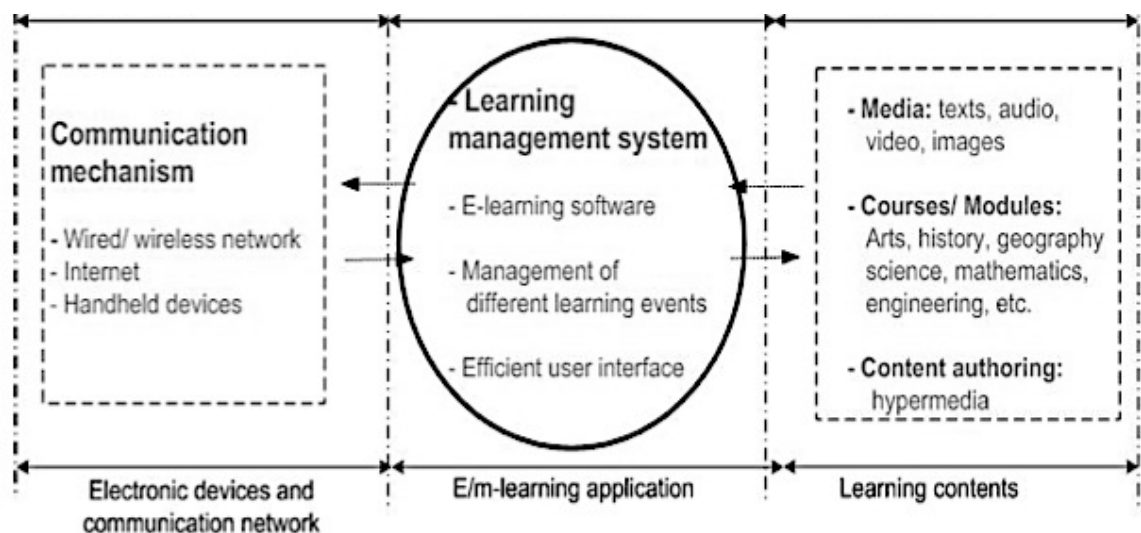 Communication
mechanism
- Wired/ wireless network
- Internet
- Handheld devices
- Learning
management system
- E-learning software
- Management of
different learning events
- Efficient user interface
- Media: texts, audio,
video, images
- Courses/ Modules:
Arts, history, geography
science, mathematics,
engineering, etc.
- Content authoring:
hypermedia
Electronic devices and
communication network
E/m-learning application
Learning contents